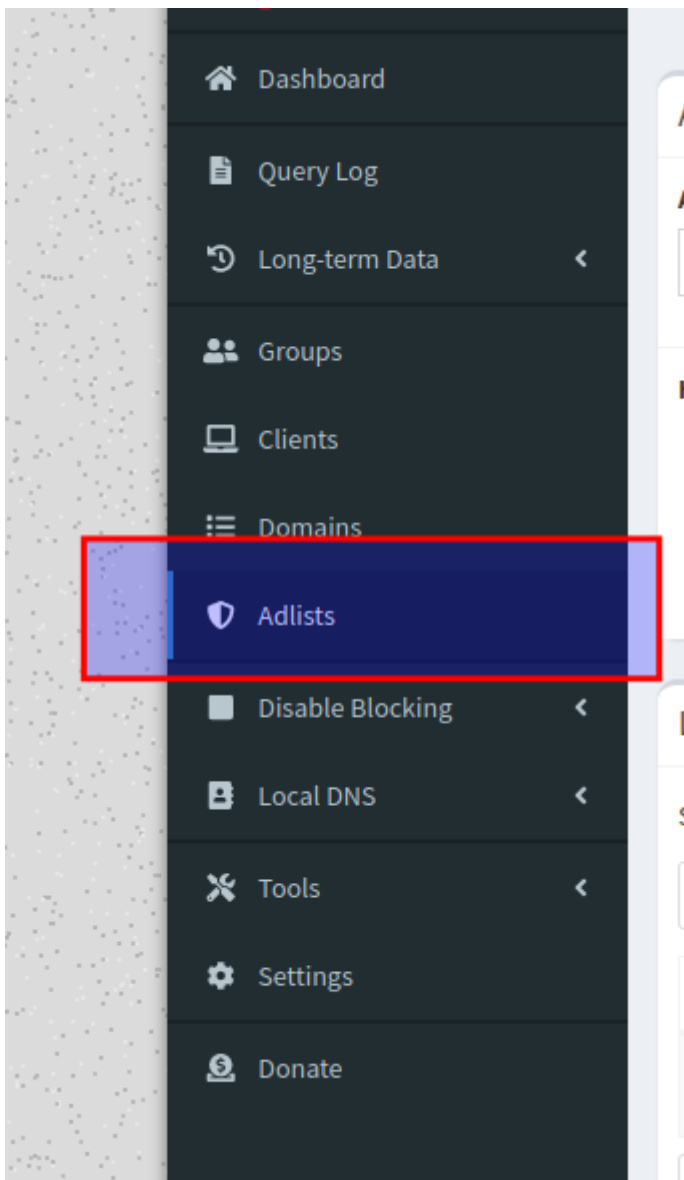 Dashboard
Query Log
Long-term Data
Groups
Clients
Domains
Adlists
Disable Blocking
Local DNS
Tools
Settings
Donate